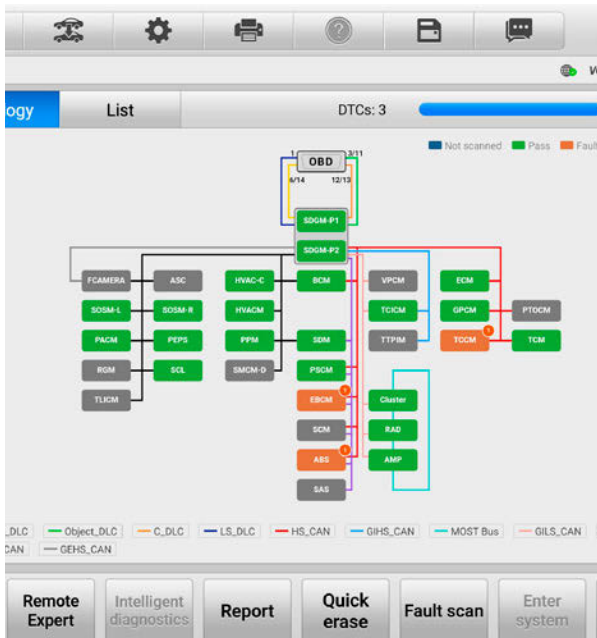 ogy
List
DTCs: 3
Not scanned
Pass
Faul
1
3/11
OBD
6/14
12/13
SDGM-P1
SDGM-P2
FCAMERA
ASC
HVAC-C
BCM
VPCM
ECM
SOSM-L
SOSM-R
HVACM
TCICM
GPCM
PTOCM
PACM
PEPS
PPM
SDM
TTPIM
TCCM
1
TCM
RGM
SCL
SMCM-D
PSCM
TLICM
EBCM
1
Cluster
SCM
RAD
ABS
1
AMP
SAS
_DLC
Object_DLC
C_DLC
LS_DLC
HS_CAN
GIHS_CAN
MOST Bus
GILS_CAN
CAN
GEHS_CAN
Remote
Expert
Intelligent
diagnostics
Report
Quick
erase
Fault scan
Enter
system